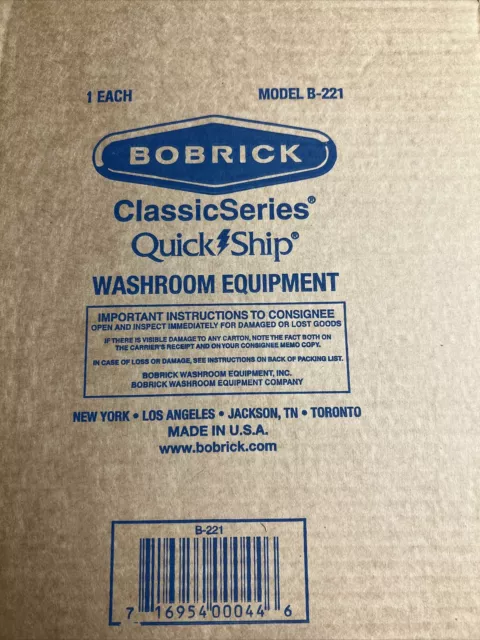 1 EACH MODEL B-221
BOBRICK
ClassicSeries®
Quick Ship®
WASHROOM EQUIPMENT
IMPORTANT INSTRUCTIONS TO CONSIGNEE
OPEN AND INSPECT IMMEDIATELY FOR DAMAGED OR LOST GOODS
IF THERE IS VISIBLE DAMAGE TO ANY CARTON, NOTE THE FACT BOTH ON
THE CARRIER'S RECEIPT AND ON YOUR CONSIGNEE MEMO COPY.
IN CASE OF LOSS OR DAMAGE, SEE INSTRUCTIONS ON BACK OF PACKING LIST.
BOBRICK WASHROOM EQUIPMENT, INC.
BOBRICK WASHROOM EQUIPMENT COMPANY
NEW YORK • LOS ANGELES • JACKSON, TN • TORONTO
MADE IN U.S.A.
www.bobrick.com
B-221
7 16954 00044 6